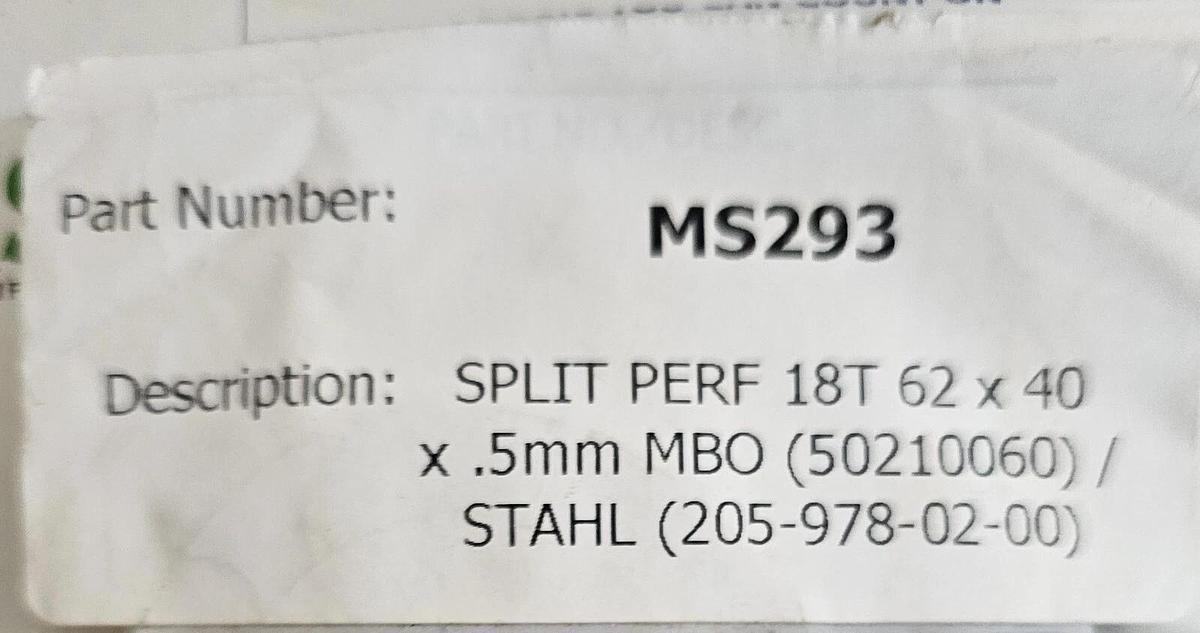 Part Number: MS293
Description: SPLIT PERF 18T 62 x 40
x .5mm MBO (50210060) /
STAHL (205-978-02-00)